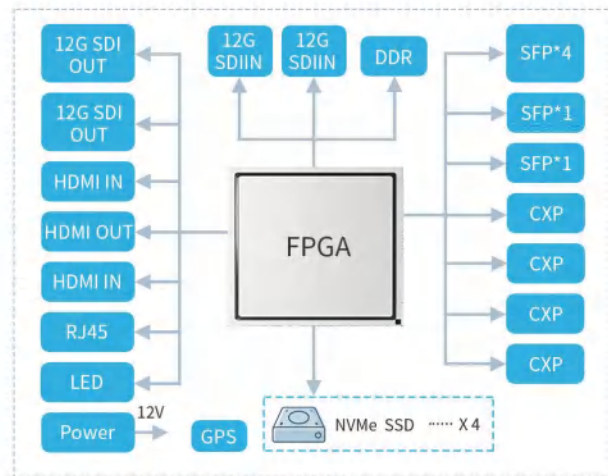 12G SDI
OUT
12G SDI
OUT
HDMI IN
HDMI OUT
HDMI IN
RJ45
LED
Power
12V
GPS
12G
SDIIN
12G
SDIIN
DDR
FPGA
NVMe SSD ······ X4
SFP*4
SFP*1
SFP*1
CXP
CXP
CXP
CXP